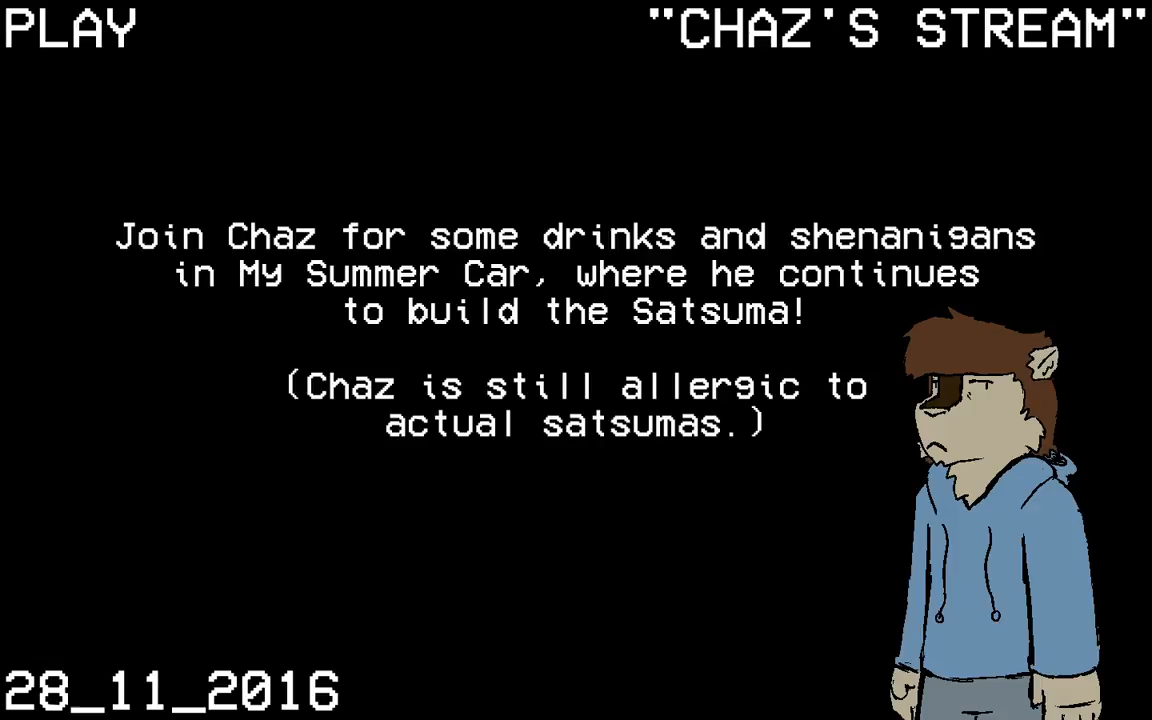 PLAY
"CHAZ'S STREAM"
Join Chaz for some drinks and shenanigans
in My Summer Car, where he continues
to build the Satsuma!
(Chaz is still allergic to
actual satsumas.)
28_11_2016